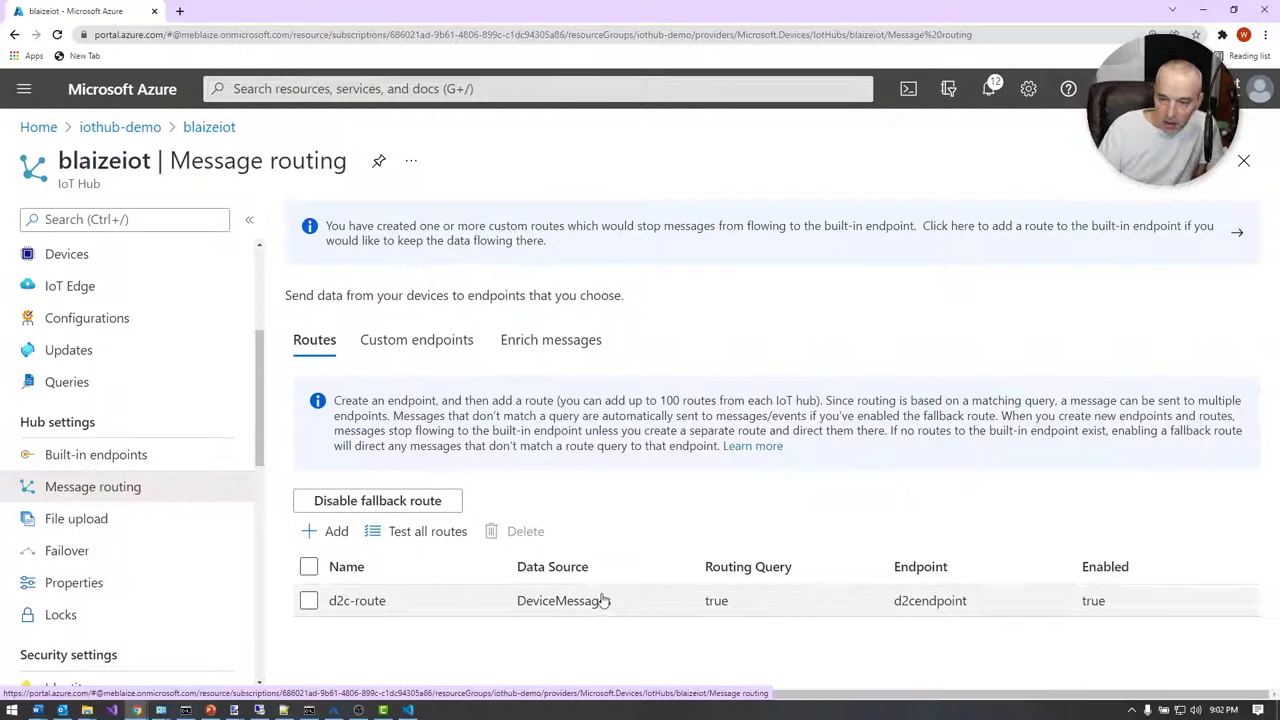 blaizeiot - Microsoft Azure
portal.azure.com/#@meblaize.onmicrosoft.com/resource/subscriptions/686021ad-9b61-4806-899c-c1dc94305a86/resourceGroups/iothub-demo/providers/Microsoft.Devices/IotHubs/blaizeiot/Message%20routing
W
Apps
New Tab
Reading list
Microsoft Azure
Search resources, services, and docs (G+/)
12
Home > iothub-demo > blaizeiot
blaizeiot | Message routing
IoT Hub
Search (Ctrl+/)
Devices
IoT Edge
Configurations
Updates
Queries
Hub settings
Built-in endpoints
Message routing
File upload
Failover
Properties
Locks
Security settings
You have created one or more custom routes which would stop messages from flowing to the built-in endpoint. Click here to add a route to the built-in endpoint if you
would like to keep the data flowing there.
Send data from your devices to endpoints that you choose.
Routes Custom endpoints Enrich messages
Create an endpoint, and then add a route (you can add up to 100 routes from each IoT hub). Since routing is based on a matching query, a message can be sent to multiple
endpoints. Messages that don't match a query are automatically sent to messages/events if you've enabled the fallback route. When you create new endpoints and routes,
messages stop flowing to the built-in endpoint unless you create a separate route and direct them there. If no routes to the built-in endpoint exist, enabling a fallback route
will direct any messages that don't match a route query to that endpoint. Learn more
Disable fallback route
Add Test all routes Delete
Name Data Source Routing Query Endpoint Enabled
d2c-route DeviceMessages true d2cendpoint true
https://portal.azure.com/#@meblaize.onmicrosoft.com/resource/subscriptions/686021ad-9b61-4806-899c-c1dc94305a86/resourceGroups/iothub-demo/providers/Microsoft.Devices/IotHubs/blaizeiot/Message routing
9:02 PM